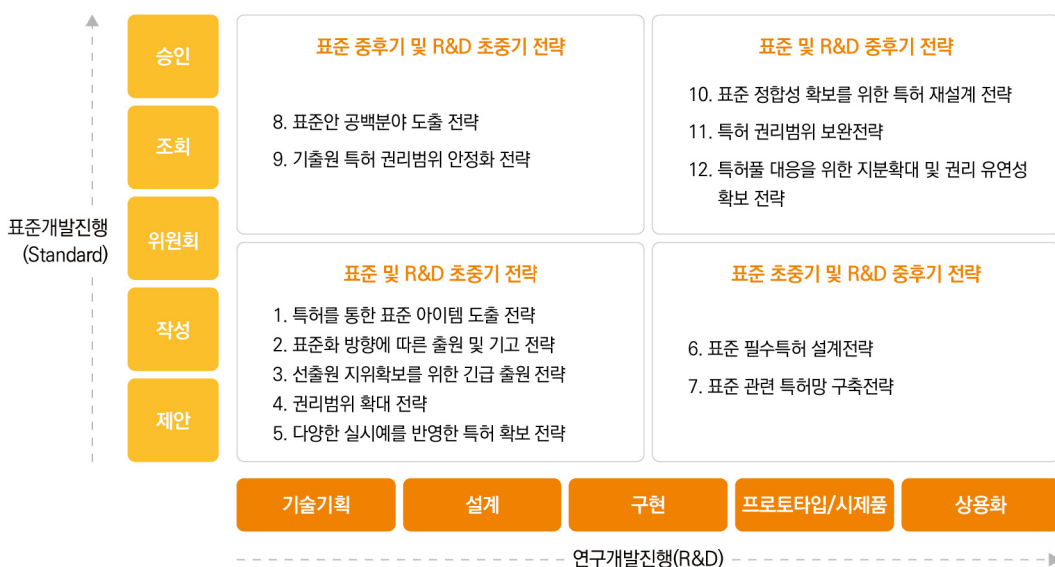 승인
조회
위원회
작성
제안
표준개발진행
(Standard)
표준 중후기 및 R&D 초중기 전략
8. 표준안 공백분야 도출 전략
9. 기출원 특허 권리범위 안정화 전략
표준 및 R&D 중후기 전략
10. 표준 정합성 확보를 위한 특허 재설계 전략
11. 특허 권리범위 보완전략
12. 특허풀 대응을 위한 지분확대 및 권리 유연성
확보 전략
표준 및 R&D 초중기 전략
1. 특허를 통한 표준 아이템 도출 전략
2. 표준화 방향에 따른 출원 및 기고 전략
3. 선출원 지위확보를 위한 긴급 출원 전략
4. 권리범위 확대 전략
5. 다양한 실시예를 반영한 특허 확보 전략
표준 초중기 및 R&D 중후기 전략
6. 표준 필수특허 설계전략
7. 표준 관련 특허망 구축전략
기술기획
설계
구현
프로토타입/시제품
상용화
연구개발진행(R&D)